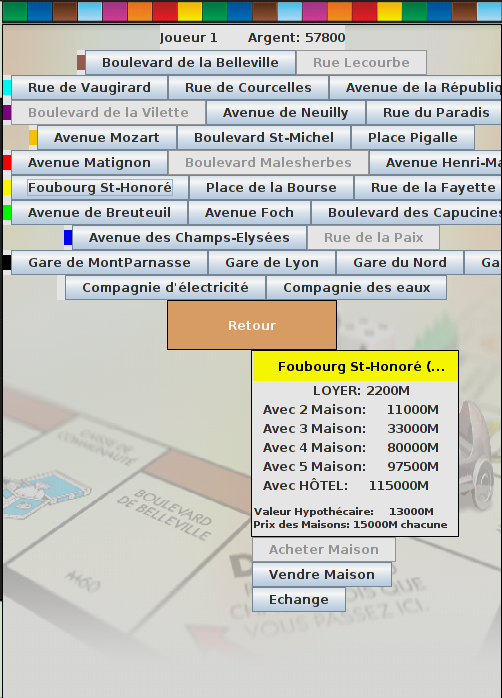 Joueur 1 Argent: 57800
Boulevard de la Belleville Rue Lecourbe
Rue de Vaugirard Rue de Courcelles Avenue de la Républiq
Boulevard de la Villette Avenue de Neuilly Rue du Paradis
Avenue Mozart Boulevard St-Michel Place Pigalle
Avenue Matignon Boulevard Malesherbes Avenue Henri-Ma
Foubourg St-Honoré Place de la Bourse Rue de la Fayette
Avenue de Breuteuil Avenue Foch Boulevard des Capucines
Avenue des Champs-Elysées Rue de la Paix
Gare de MontParnasse Gare de Lyon Gare du Nord Ga
Compagnie d'électricité Compagnie des eaux
Retour
Foubourg St-Honoré (...
LOYER: 2200M
Avec 2 Maison: 11000M
Avec 3 Maison: 33000M
Avec 4 Maison: 80000M
Avec 5 Maison: 97500M
Avec HÔTEL: 115000M
Valeur Hypothécaire: 13000M
Prix des Maisons: 15000M chacune
Acheter Maison
Vendre Maison
Echange
CAISSE DE
COMMUNAUTÉ
BOULEVARD
DE BELLEVILLE
VOUS PASSEZ ICI.